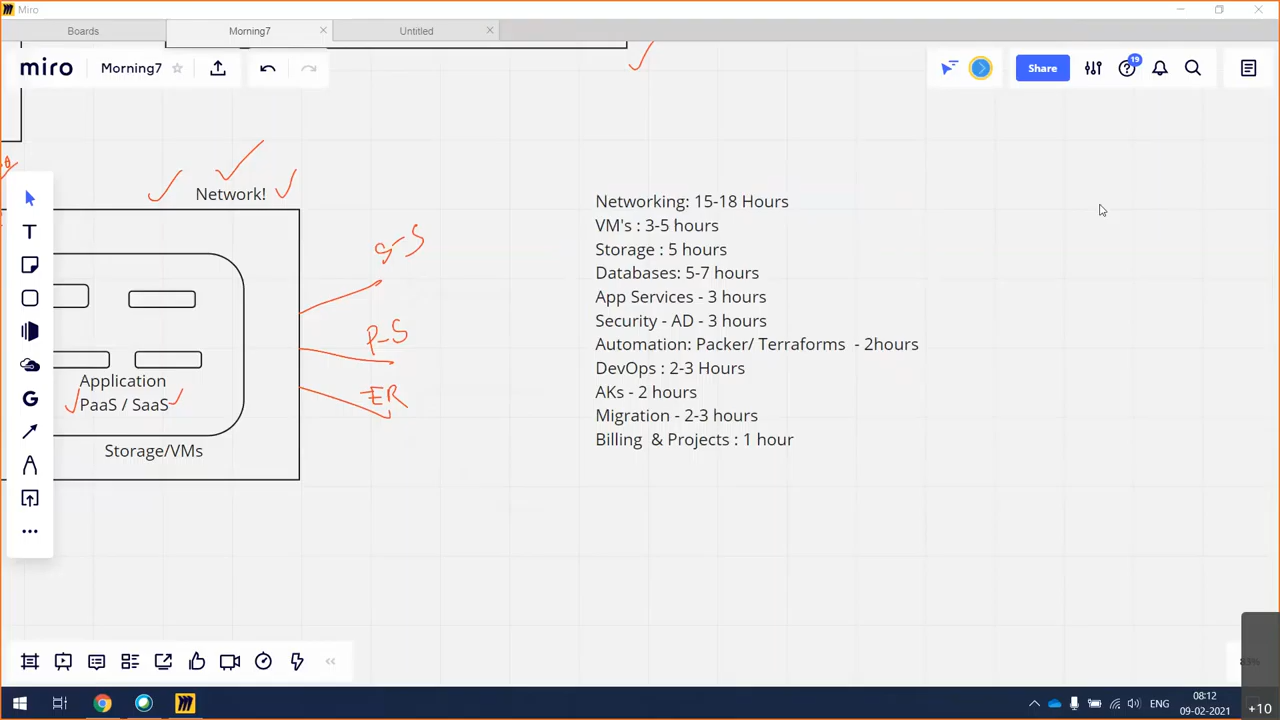 Miro
Boards
Morning7
Untitled
miro
Morning7
Share
19
Network!
S-S
P-S
ER
Application
PaaS / SaaS
Storage/VMs
Networking: 15-18 Hours
VM's : 3-5 hours
Storage : 5 hours
Databases: 5-7 hours
App Services - 3 hours
Security - AD - 3 hours
Automation: Packer/ Terraforms - 2hours
DevOps : 2-3 Hours
AKs - 2 hours
Migration - 2-3 hours
Billing & Projects : 1 hour
ENG
08:12
09-02-2021
+10